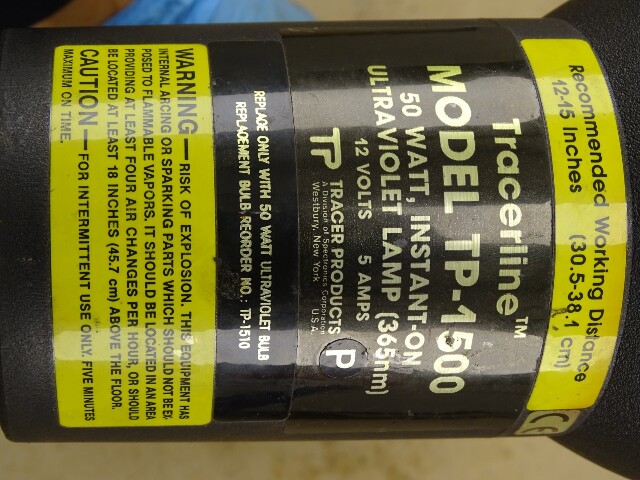 Recommended Working Distance
12-15 Inches (30.5-38.1 cm)
CE
Tracerline™
MODEL TP-1500
50 WATT, INSTANT-ON
ULTRAVIOLET LAMP (365nm)
12 VOLTS 5 AMPS
TP TRACER PRODUCTS P
A Division of Spectronics Corporation
Westbury, New York U.S.A.
REPLACE ONLY WITH 50 WATT ULTRAVIOLET BULB
REPLACEMENT BULB, REORDER NO.: TP-1510
WARNING — RISK OF EXPLOSION. THIS EQUIPMENT HAS
INTERNAL ARCING OR SPARKING PARTS WHICH SHOULD NOT BE EX-
POSED TO FLAMMABLE VAPORS. IT SHOULD BE LOCATED IN AN AREA
PROVIDING AT LEAST FOUR AIR CHANGES PER HOUR, OR SHOULD
BE LOCATED AT LEAST 18 INCHES (45.7 cm) ABOVE THE FLOOR.
CAUTION — FOR INTERMITTENT USE ONLY. FIVE MINUTES
MAXIMUM ON TIME.